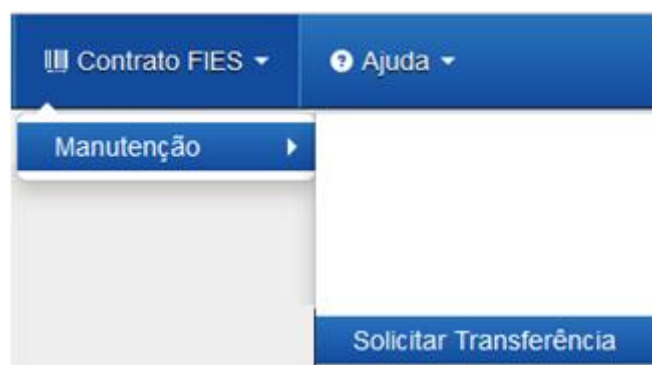 Contrato FIES
Ajuda
Manutenção
Solicitar Transferência